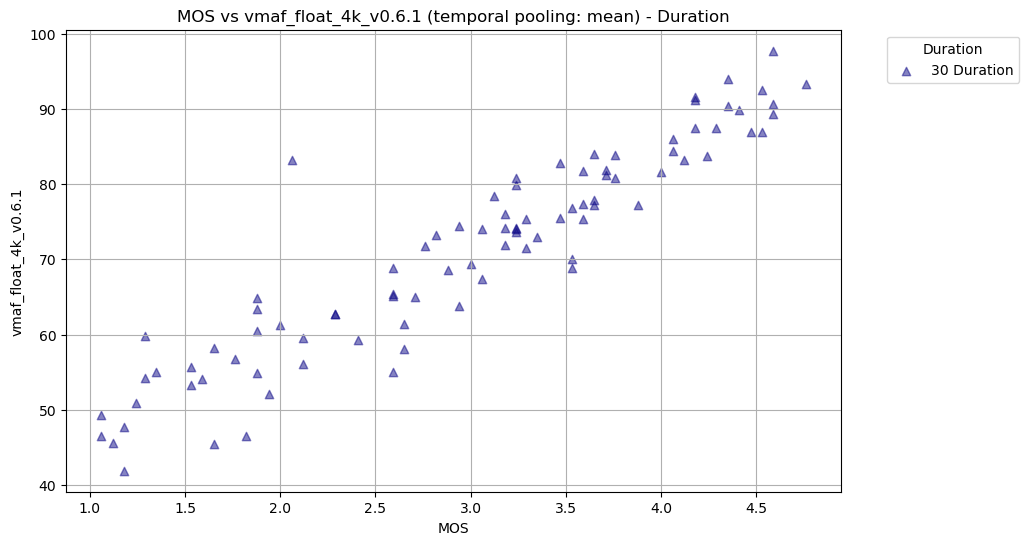 MOS vs vmaf_float_4k_v0.6.1 (temporal pooling: mean) - Duration
Duration
30 Duration
vmaf_float_4k_v0.6.1
100
90
80
70
60
50
40
1.0 1.5 2.0 2.5 3.0 3.5 4.0 4.5
MOS